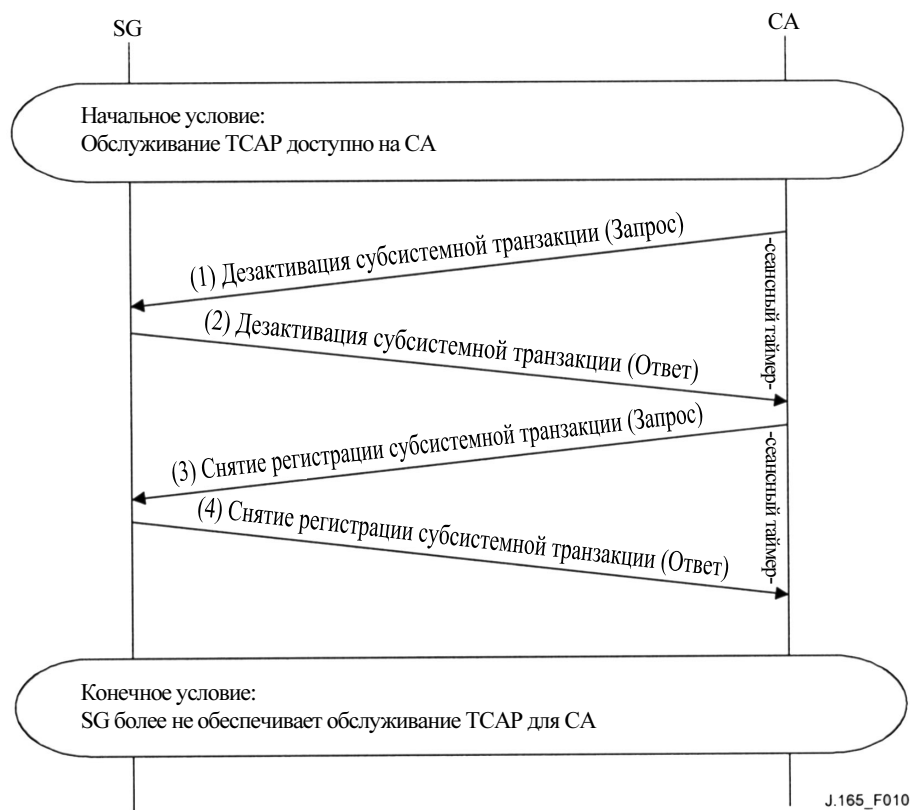 SG
CA
Начальное условие:
Обслуживание TCAP доступно на CA
(1) Дезактивация субсистемной транзакции (Запрос)
-сеансный таймер-
(2) Дезактивация субсистемной транзакции (Ответ)
(3) Снятие регистрации субсистемной транзакции (Запрос)
-сеансный таймер-
(4) Снятие регистрации субсистемной транзакции (Ответ)
Конечное условие:
SG более не обеспечивает обслуживание TCAP для CA
J.165_F010